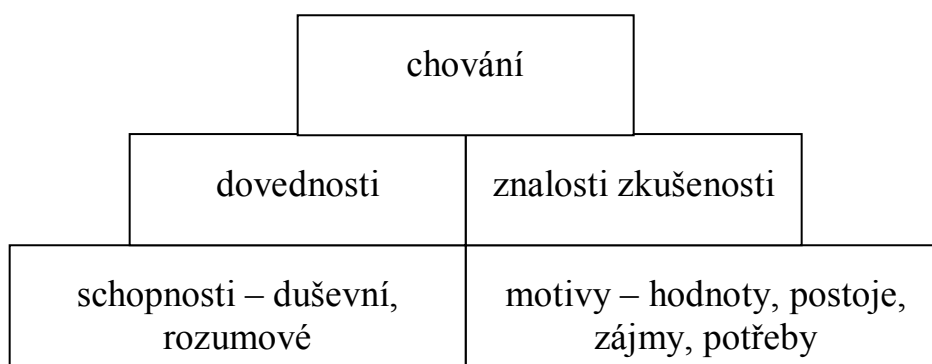 chování
dovednosti
znalosti zkušenosti
schopnosti – duševní,
rozumové
motivy – hodnoty, postoje,
zájmy, potřeby